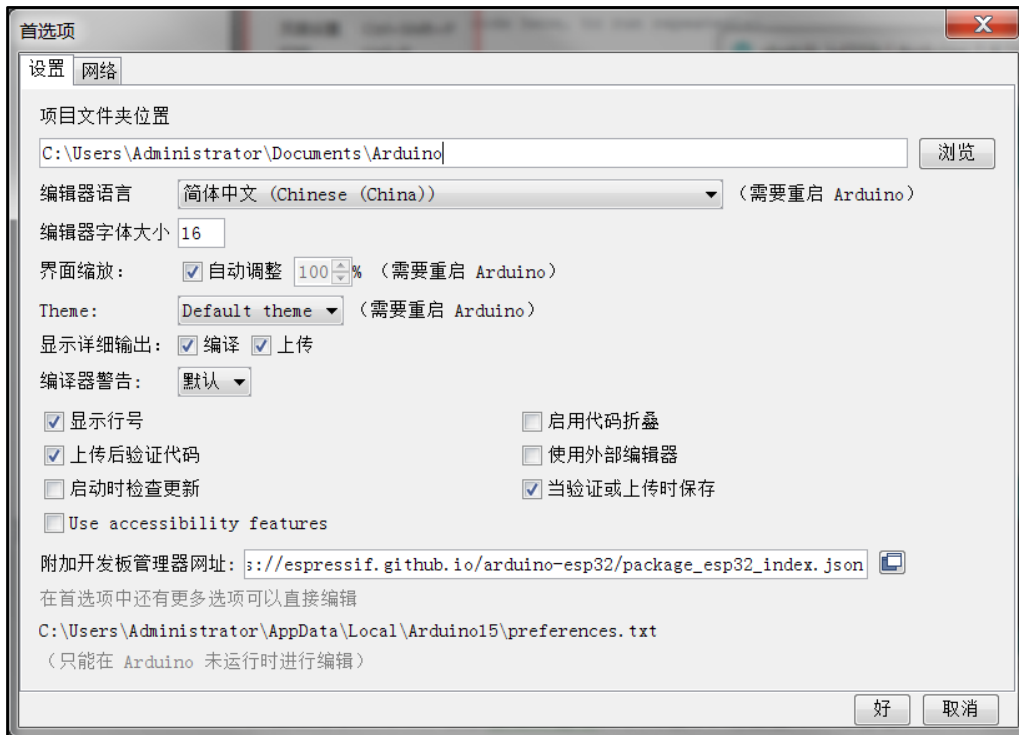 首选项
设置 网络
项目文件夹位置
C:\Users\Administrator\Documents\Arduino 浏览
编辑器语言 简体中文 (Chinese (China)) （需要重启 Arduino）
编辑器字体大小 16
界面缩放: 自动调整 100 % （需要重启 Arduino）
Theme: Default theme （需要重启 Arduino）
显示详细输出: 编译 上传
编译器警告: 默认
显示行号 启用代码折叠
上传后验证代码 使用外部编辑器
启动时检查更新 当验证或上传时保存
Use accessibility features
附加开发板管理器网址: s://espressif.github.io/arduino-esp32/package_esp32_index.json
在首选项中还有更多选项可以直接编辑
C:\Users\Administrator\AppData\Local\Arduino15\preferences.txt
（只能在 Arduino 未运行时进行编辑）
好 取消